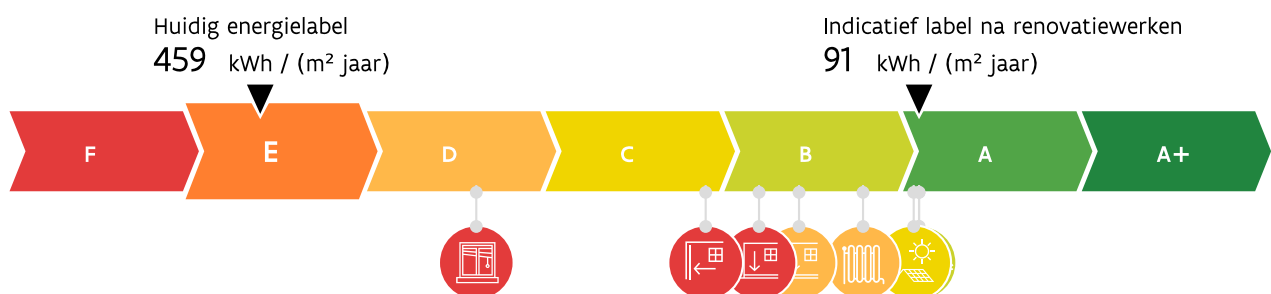 Huidig energielabel
459 kWh / (m² jaar)
Indicatief label na renovatiewerken
91 kWh / (m² jaar)
F E D C B A A+